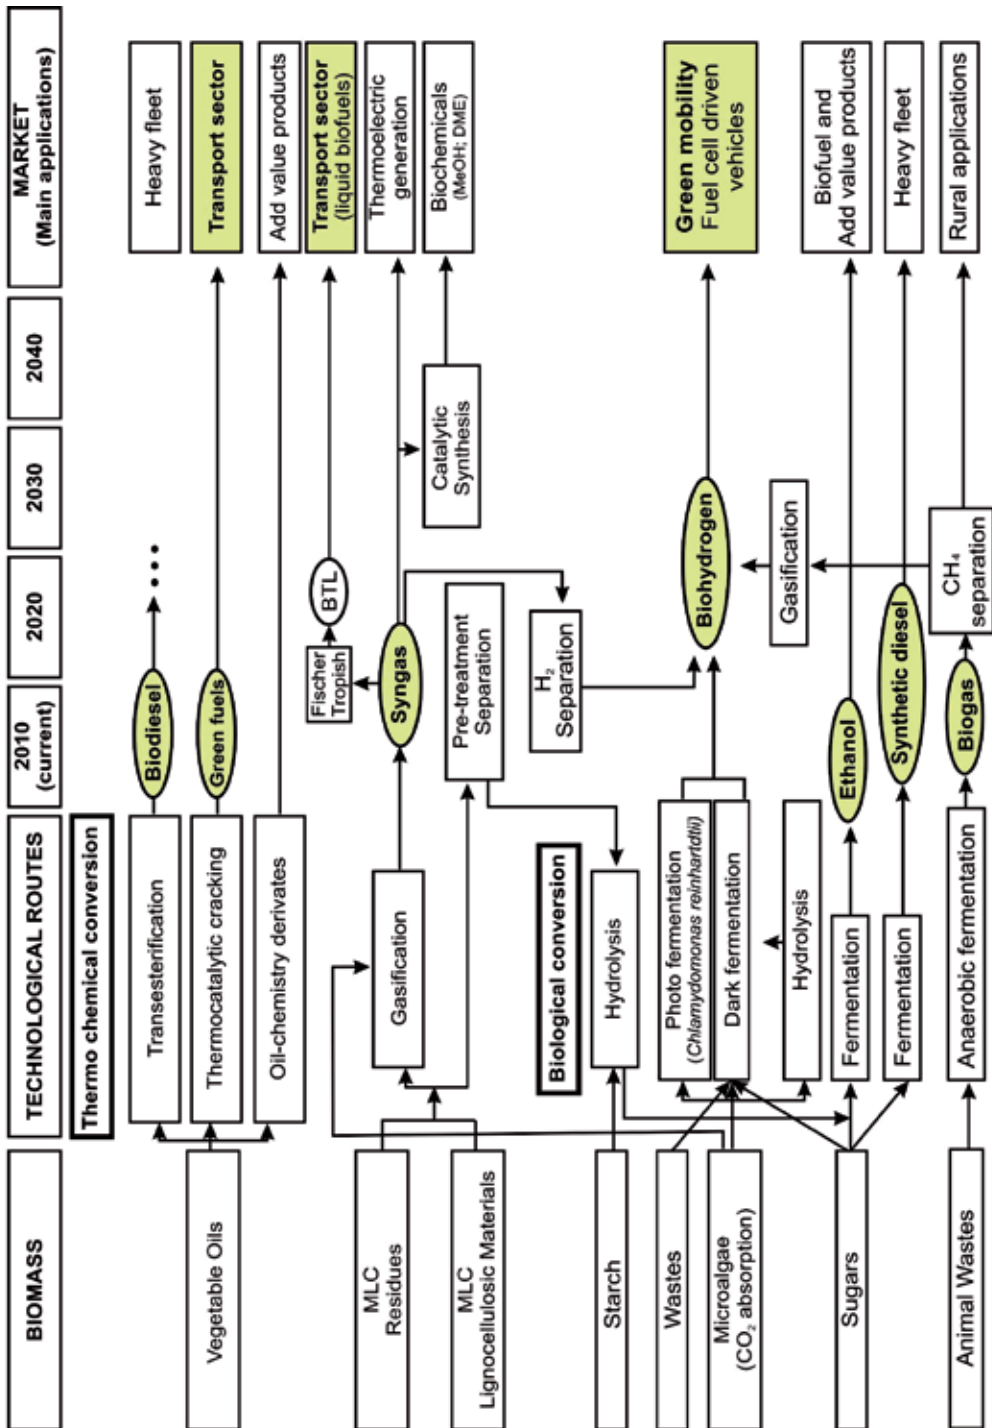 BIOMASS
TECHNOLOGICAL ROUTES
2010
(current)
2020
2030
2040
MARKET
(Main applications)
Thermo chemical conversion
Vegetable Oils
Transesterification
Biodiesel
Heavy fleet
Thermocatalytic cracking
Green fuels
Transport sector
Oil-chemistry derivates
Add value products
Fischer
Tropish
BTL
Transport sector
(liquid biofuels)
MLC
Residues
Gasification
Syngas
Thermoelectric
generation
MLC
Lignocellulosic Materials
Pre-treatment
Separation
Catalytic
Synthesis
Biochemicals
(MeOH; DME)
Biological conversion
H₂
Separation
Starch
Hydrolysis
Wastes
Photo fermentation
(Chlamydomonas reinhartdtii)
Biohydrogen
Green mobility
Fuel cell driven
vehicles
Microalgae
(CO₂ absorption)
Dark fermentation
Hydrolysis
Gasification
Sugars
Fermentation
Ethanol
Biofuel and
Add value products
Fermentation
Synthetic diesel
Heavy fleet
Animal Wastes
Anaerobic fermentation
Biogas
CH₄
separation
Rural applications